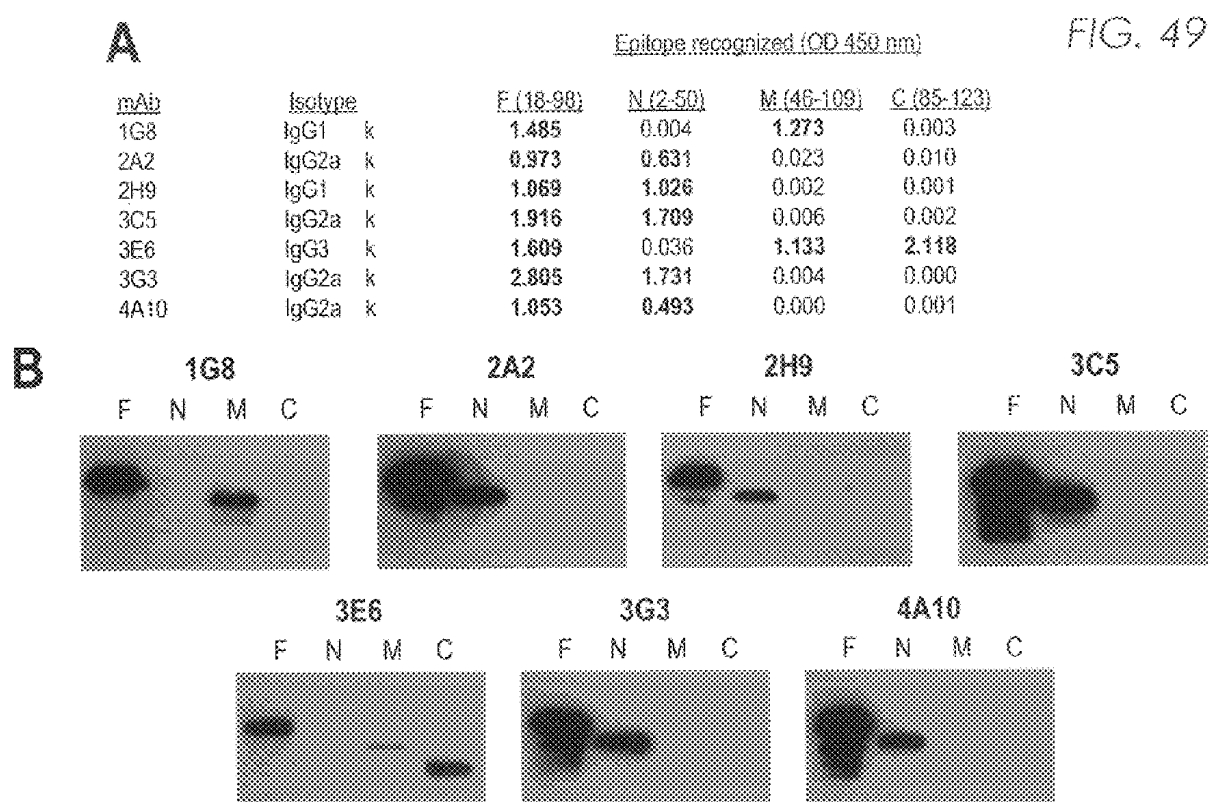 FIG. 49
A
Epitope recognized (OD 450 nm)
mAb Isotype F (18-98) N (2-50) M (46-109) C (85-123)
1G8 IgG1 k 1.485 0.004 1.273 0.003
2A2 IgG2a k 0.973 0.631 0.023 0.010
2H9 IgG1 k 1.069 1.026 0.002 0.001
3C5 IgG2a k 1.916 1.709 0.006 0.002
3E6 IgG3 k 1.609 0.036 1.133 2.118
3G3 IgG2a k 2.805 1.731 0.004 0.000
4A10 IgG2a k 1.053 0.493 0.000 0.001
B
1G8 2A2 2H9 3C5
F N M C F N M C F N M C F N M C
3E6 3G3 4A10
F N M C F N M C F N M C